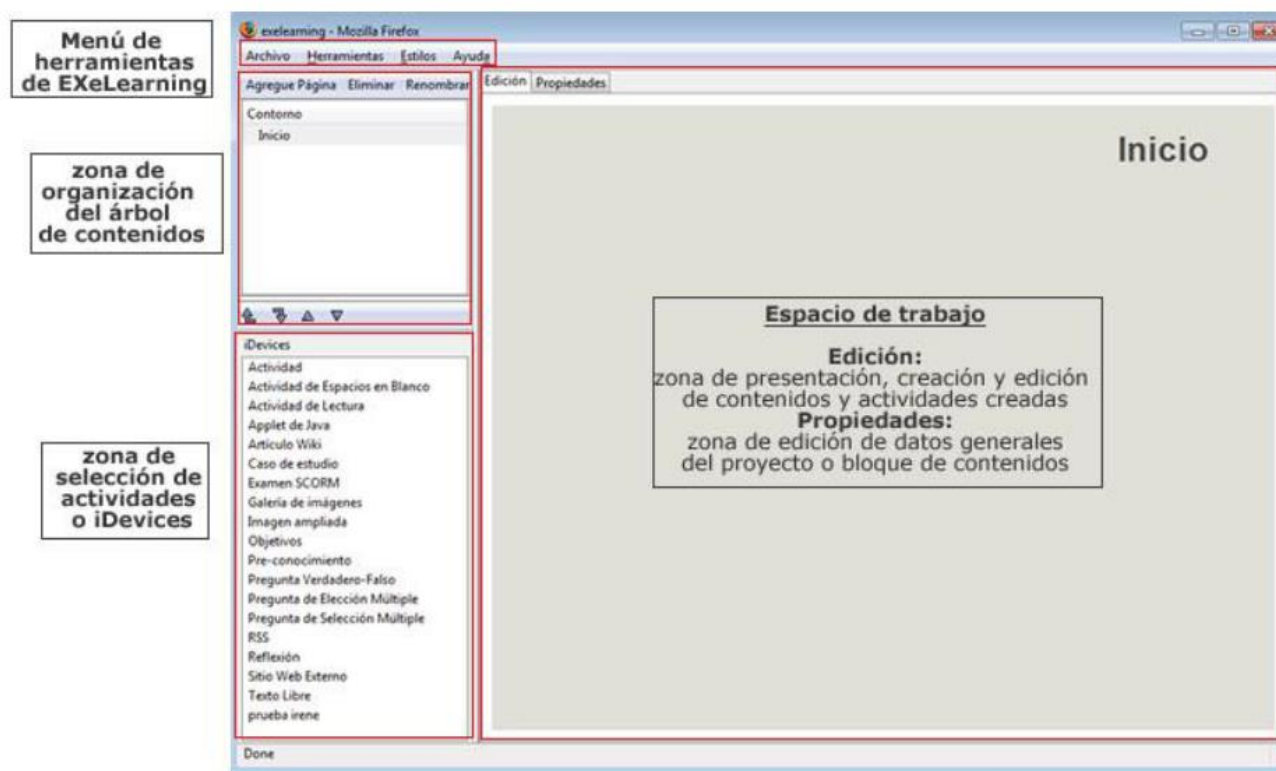 Menú de
herramientas
de EXeLearning
zona de
organización
del árbol
de contenidos
zona de
selección de
actividades
o iDevices
exelearning - Mozilla Firefox
Archivo Herramientas Estilos Ayuda
Agregue Página Eliminar Renombrar
Contorno
Inicio
iDevices
Actividad
Actividad de Espacios en Blanco
Actividad de Lectura
Applet de Java
Artículo Wiki
Caso de estudio
Examen SCORM
Galería de imágenes
Imagen ampliada
Objetivos
Pre-conocimiento
Pregunta Verdadero-Falso
Pregunta de Elección Múltiple
Pregunta de Selección Múltiple
RSS
Reflexión
Sitio Web Externo
Texto Libre
prueba irene
Done
Edición Propiedades
Inicio
Espacio de trabajo
Edición:
zona de presentación, creación y edición
de contenidos y actividades creadas
Propiedades:
zona de edición de datos generales
del proyecto o bloque de contenidos